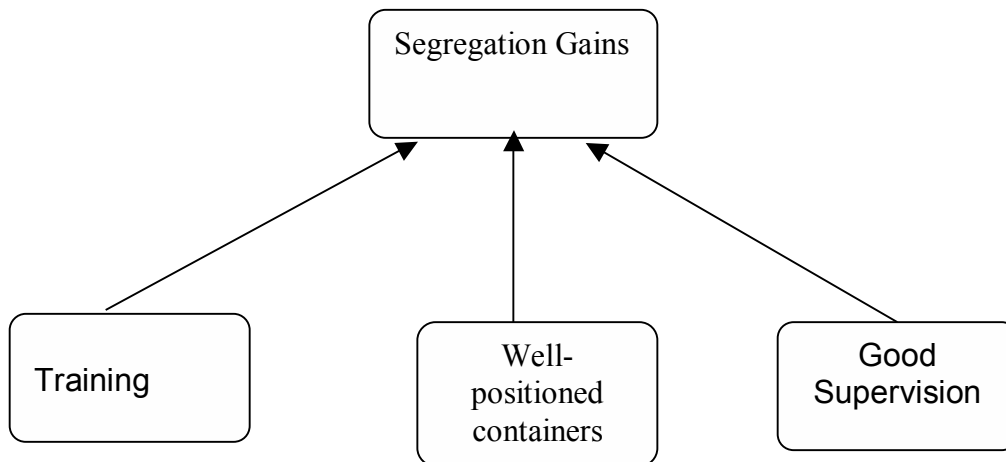 Segregation Gains
Training
Well-
positioned
containers
Good
Supervision